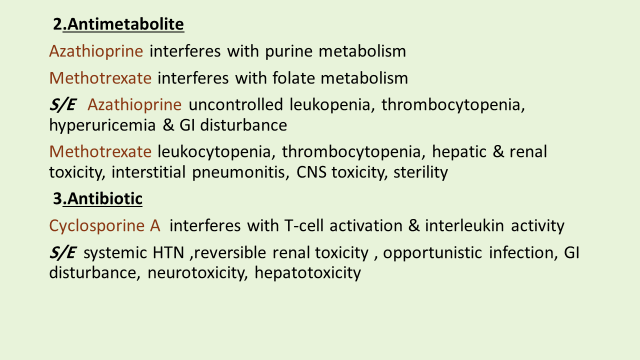 2.Antimetabolite
Azathioprine interferes with purine metabolism
Methotrexate interferes with folate metabolism
S/E Azathioprine uncontrolled leukopenia, thrombocytopenia,
hyperuricemia & GI disturbance
Methotrexate leukocytopenia, thrombocytopenia, hepatic & renal
toxicity, interstitial pneumonitis, CNS toxicity, sterility
3.Antibiotic
Cyclosporine A interferes with T-cell activation & interleukin activity
S/E systemic HTN ,reversible renal toxicity , opportunistic infection, GI
disturbance, neurotoxicity, hepatotoxicity